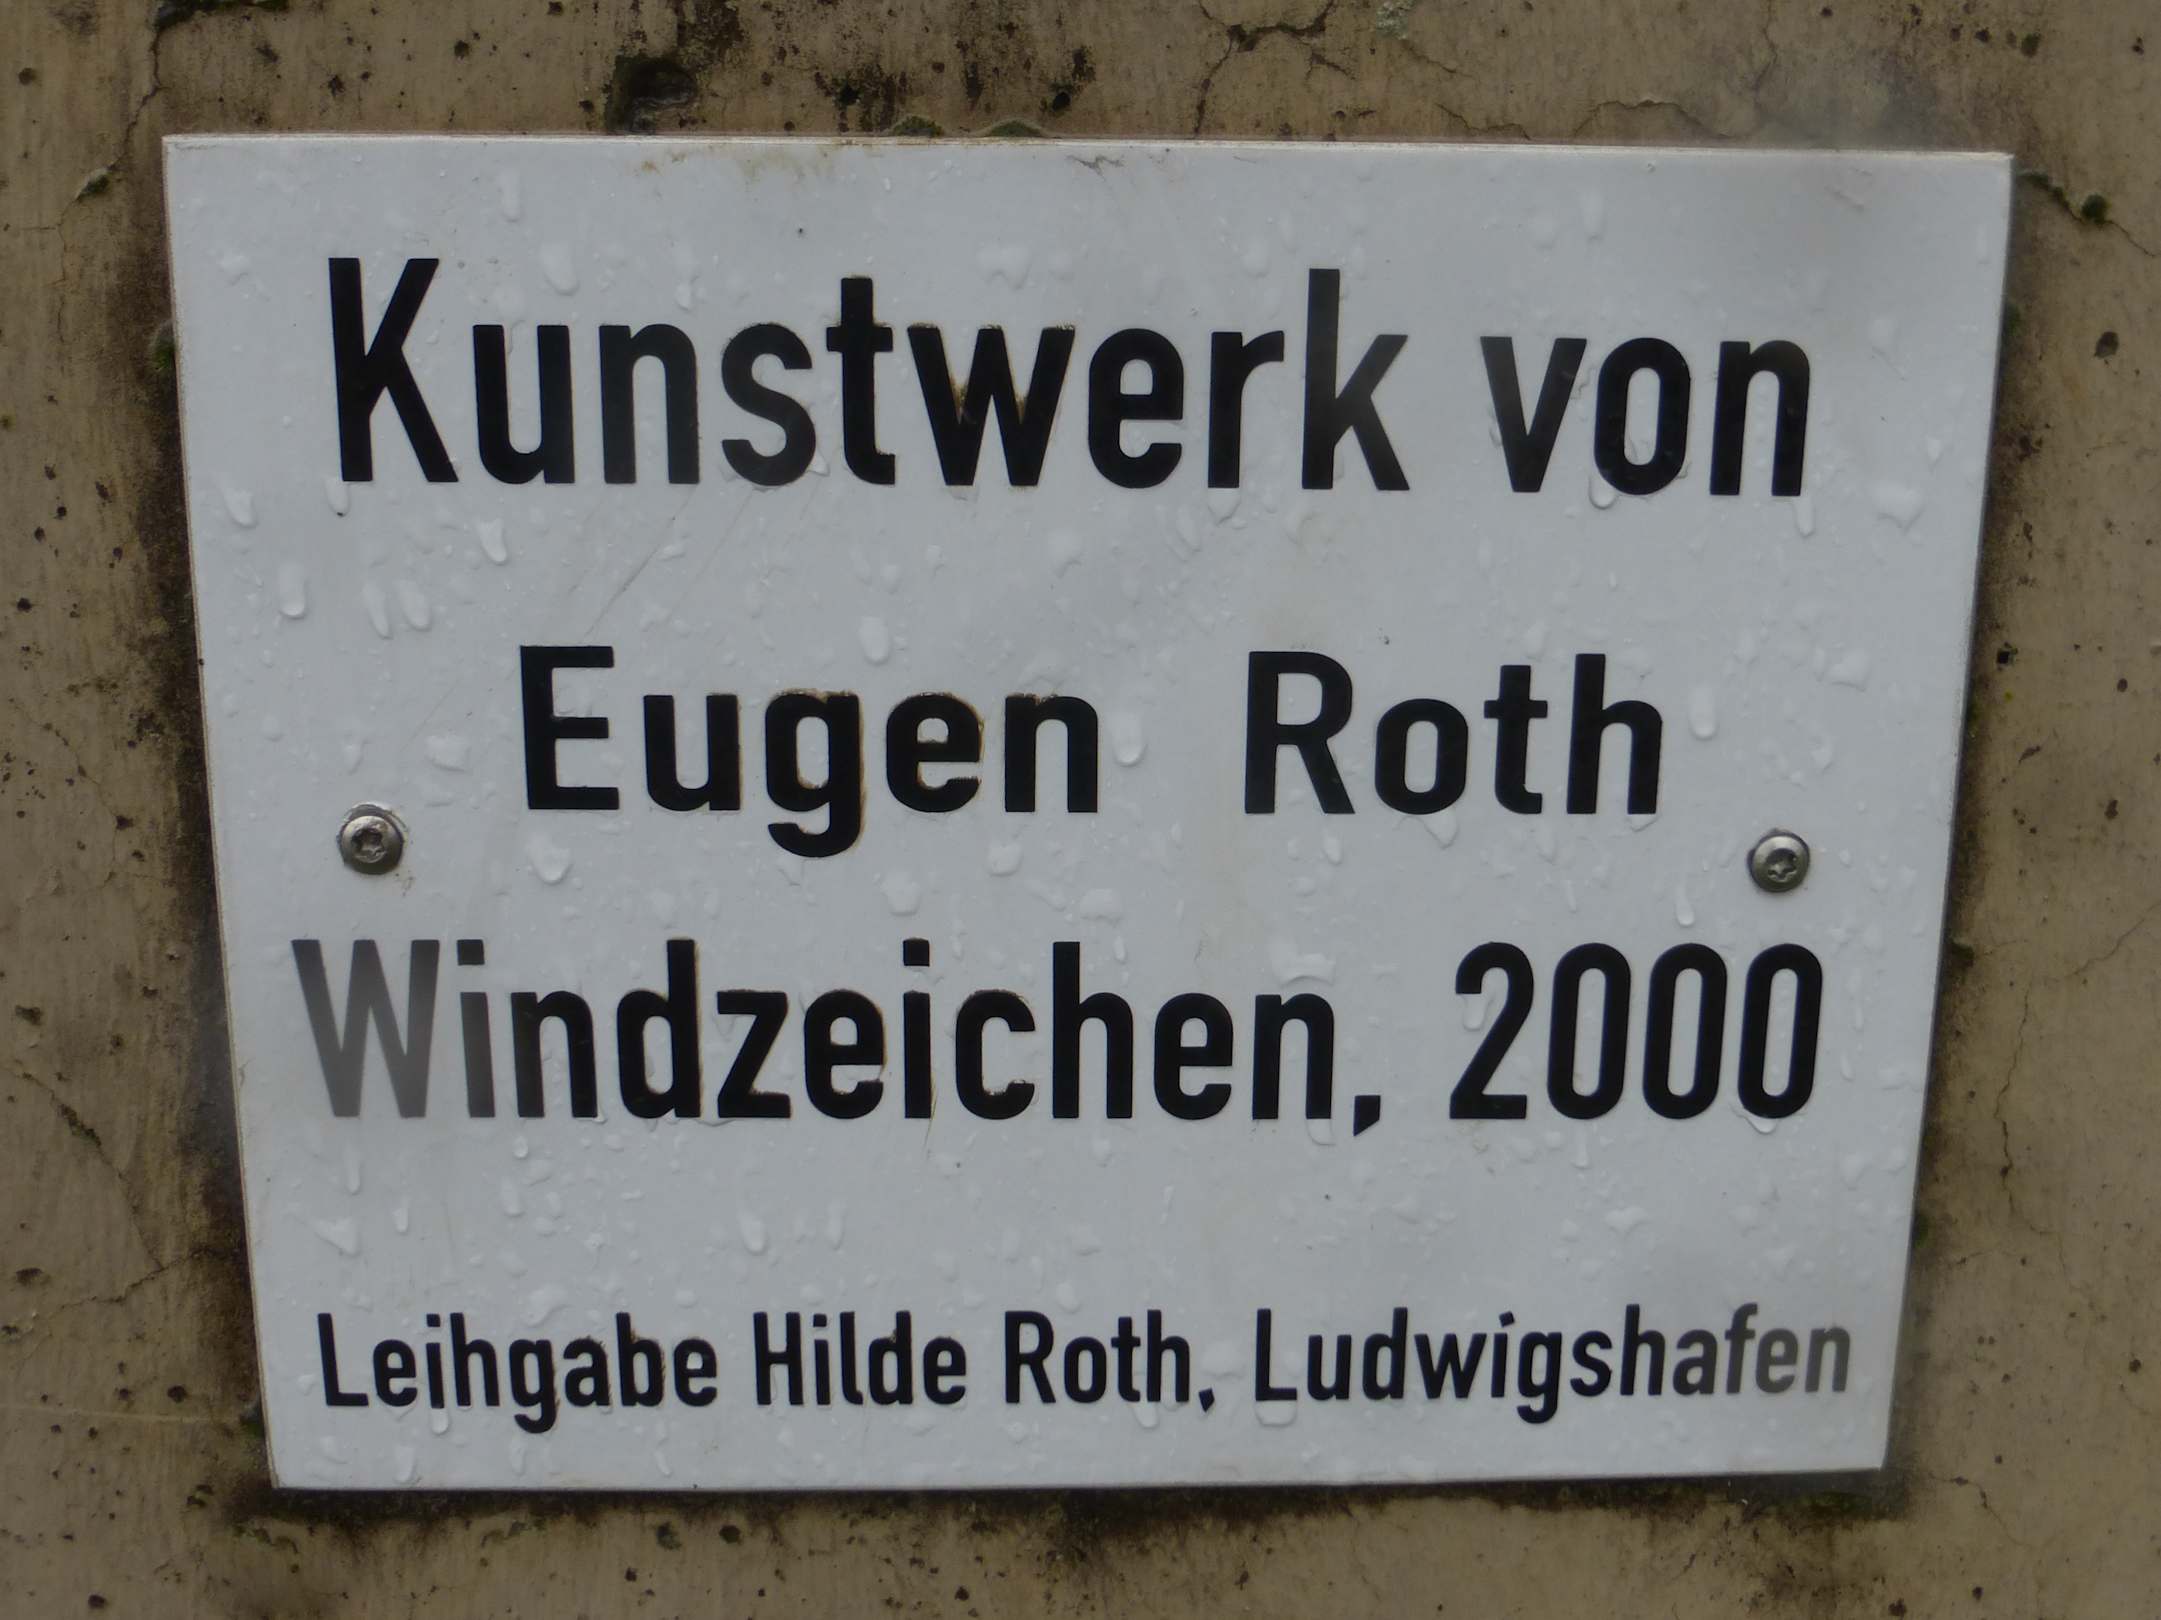 Kunstwerk von
Eugen Roth
Windzeichen, 2000
Leihgabe Hilde Roth, Ludwigshafen